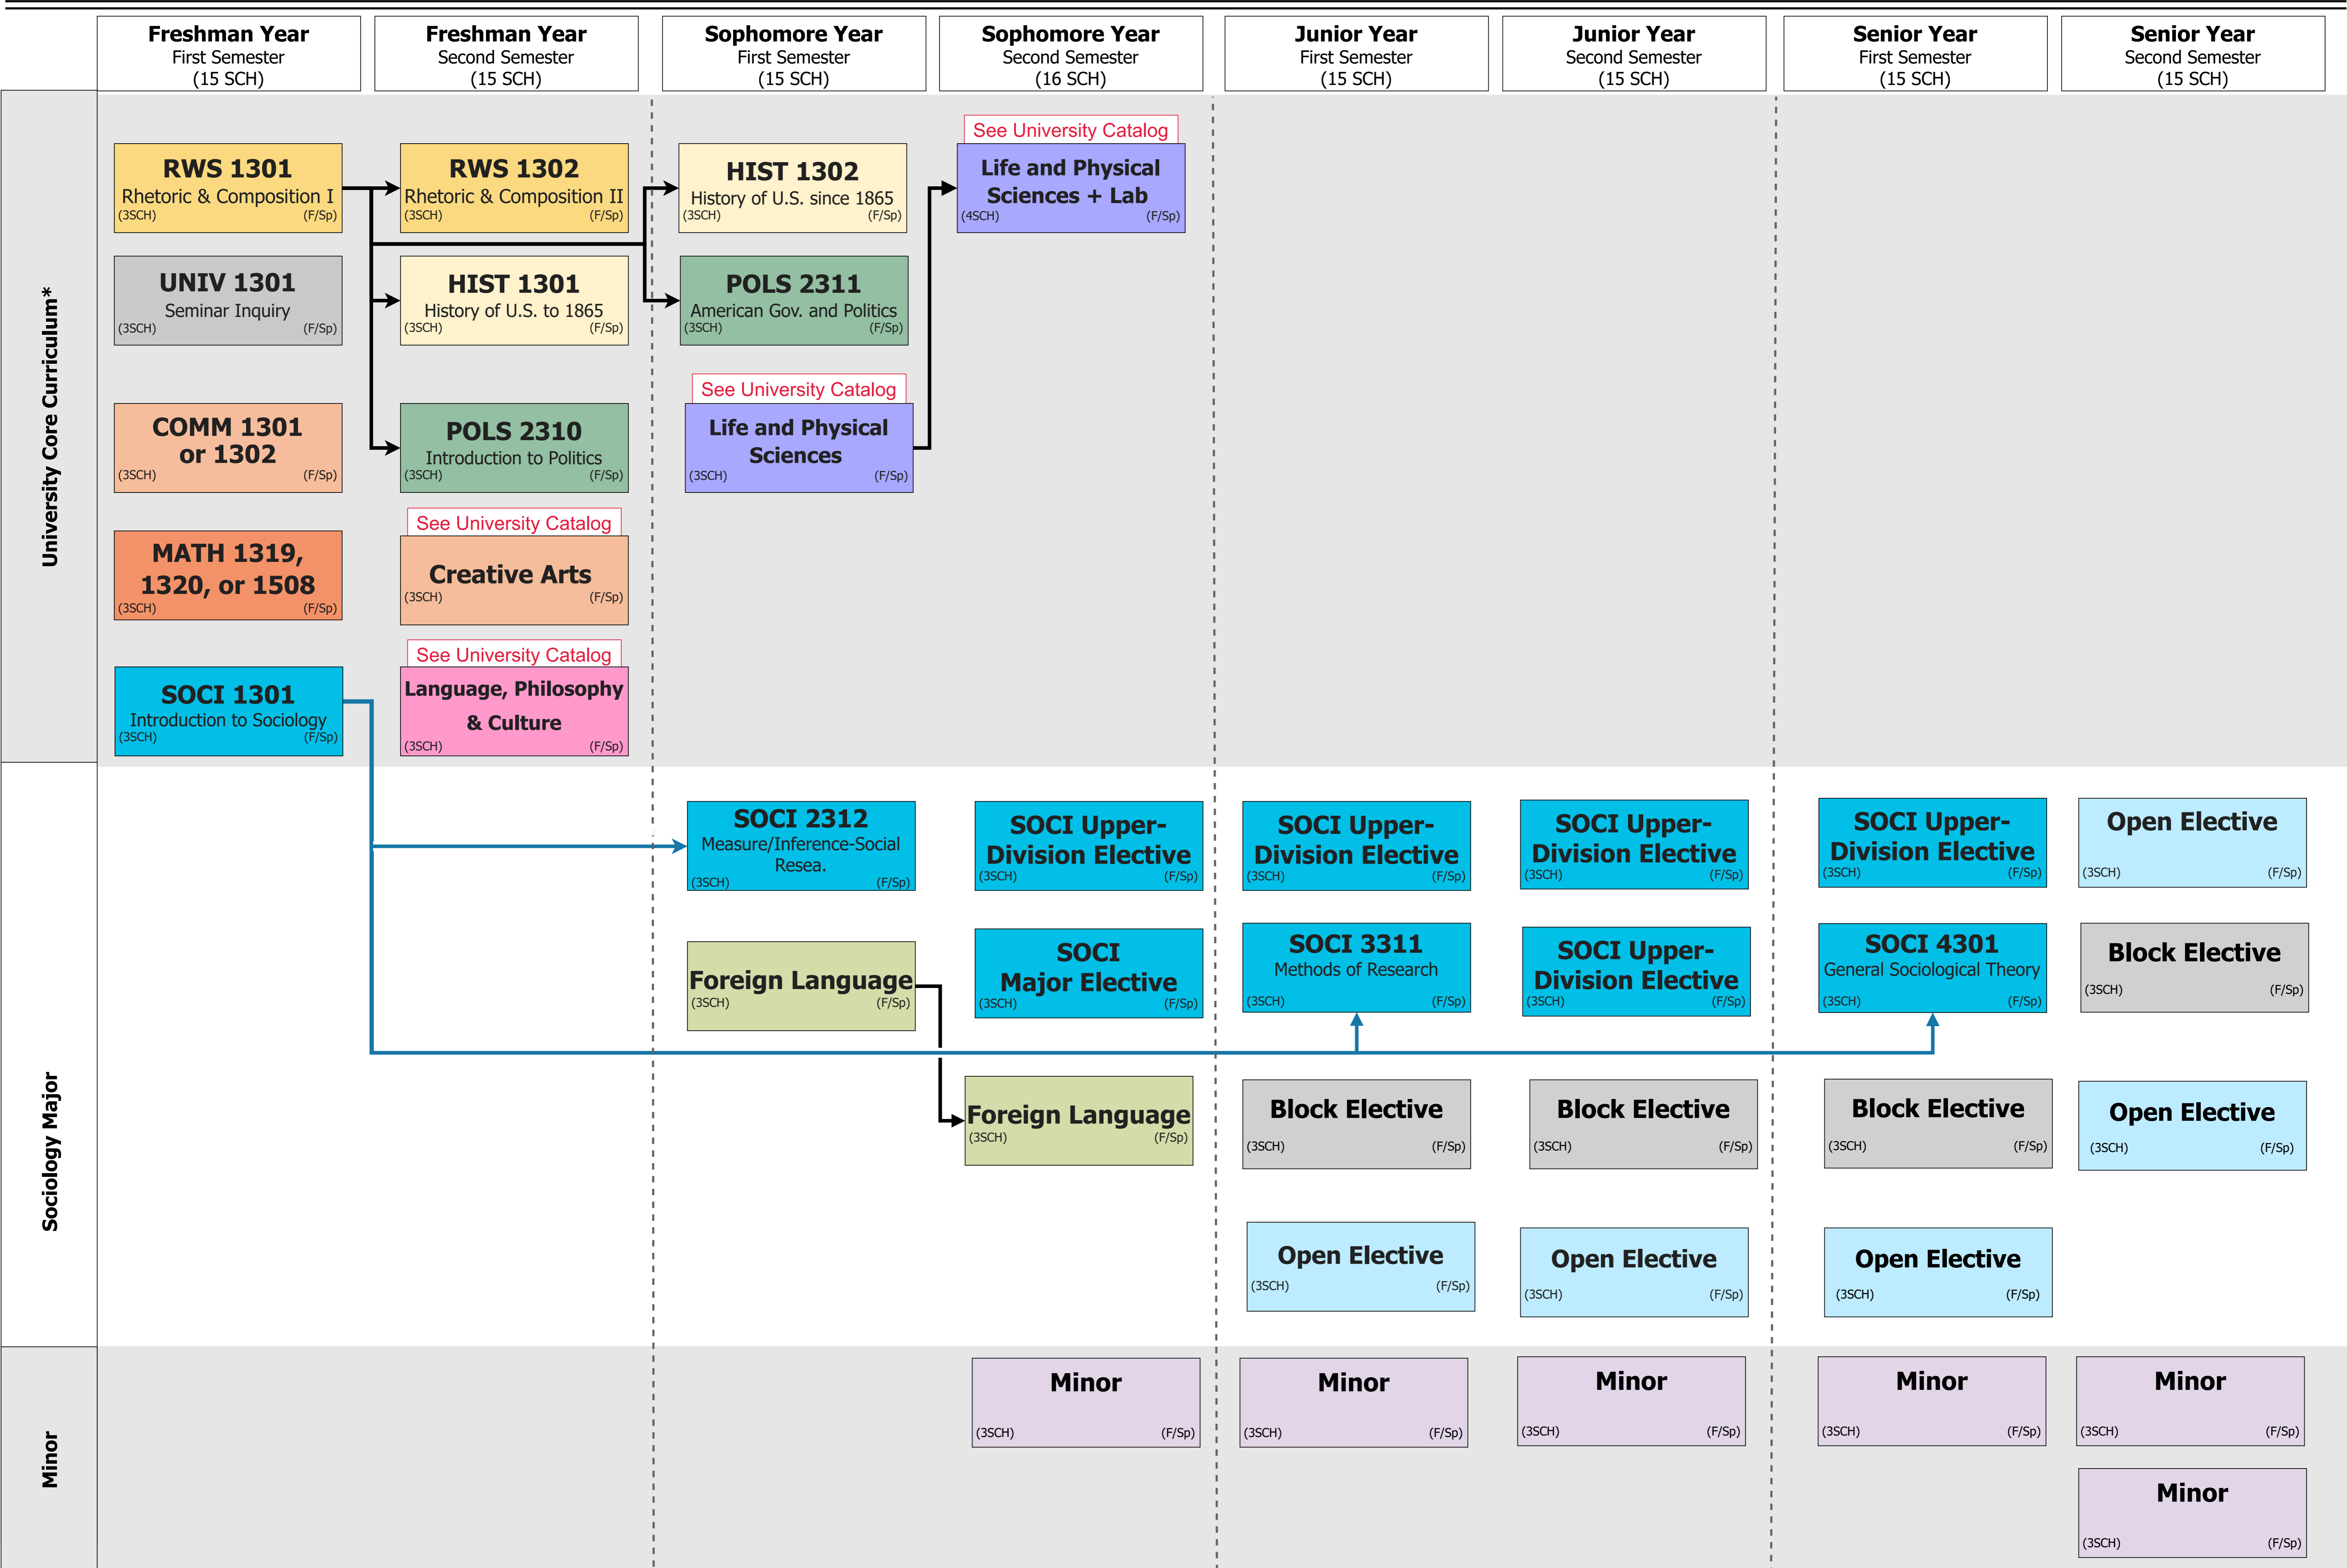 Freshman Year
First Semester
(15 SCH)
Freshman Year
Second Semester
(15 SCH)
Sophomore Year
First Semester
(15 SCH)
Sophomore Year
Second Semester
(16 SCH)
Junior Year
First Semester
(15 SCH)
Junior Year
Second Semester
(15 SCH)
Senior Year
First Semester
(15 SCH)
Senior Year
Second Semester
(15 SCH)
University Core Curriculum*
RWS 1301
Rhetoric & Composition I
(3SCH) (F/Sp)
RWS 1302
Rhetoric & Composition II
(3SCH) (F/Sp)
HIST 1302
History of U.S. since 1865
(3SCH) (F/Sp)
See University Catalog
Life and Physical
Sciences + Lab
(4SCH) (F/Sp)
UNIV 1301
Seminar Inquiry
(3SCH) (F/Sp)
HIST 1301
History of U.S. to 1865
(3SCH) (F/Sp)
POLS 2311
American Gov. and Politics
(3SCH) (F/Sp)
COMM 1301
or 1302
(3SCH) (F/Sp)
POLS 2310
Introduction to Politics
(3SCH) (F/Sp)
See University Catalog
Life and Physical
Sciences
(3SCH) (F/Sp)
MATH 1319,
1320, or 1508
(3SCH) (F/Sp)
See University Catalog
Creative Arts
(3SCH) (F/Sp)
SOCI 1301
Introduction to Sociology
(3SCH) (F/Sp)
See University Catalog
Language, Philosophy
& Culture
(3SCH) (F/Sp)
Sociology Major
SOCI 2312
Measure/Inference-Social
Resea.
(3SCH) (F/Sp)
SOCI Upper-
Division Elective
(3SCH) (F/Sp)
SOCI Upper-
Division Elective
(3SCH) (F/Sp)
SOCI Upper-
Division Elective
(3SCH) (F/Sp)
SOCI Upper-
Division Elective
(3SCH) (F/Sp)
Open Elective
(3SCH) (F/Sp)
Foreign Language
(3SCH) (F/Sp)
SOCI
Major Elective
(3SCH) (F/Sp)
SOCI 3311
Methods of Research
(3SCH) (F/Sp)
SOCI Upper-
Division Elective
(3SCH) (F/Sp)
SOCI 4301
General Sociological Theory
(3SCH) (F/Sp)
Block Elective
(3SCH) (F/Sp)
Foreign Language
(3SCH) (F/Sp)
Block Elective
(3SCH) (F/Sp)
Block Elective
(3SCH) (F/Sp)
Block Elective
(3SCH) (F/Sp)
Open Elective
(3SCH) (F/Sp)
Open Elective
(3SCH) (F/Sp)
Open Elective
(3SCH) (F/Sp)
Open Elective
(3SCH) (F/Sp)
Minor
Minor
(3SCH) (F/Sp)
Minor
(3SCH) (F/Sp)
Minor
(3SCH) (F/Sp)
Minor
(3SCH) (F/Sp)
Minor
(3SCH) (F/Sp)
Minor
(3SCH) (F/Sp)